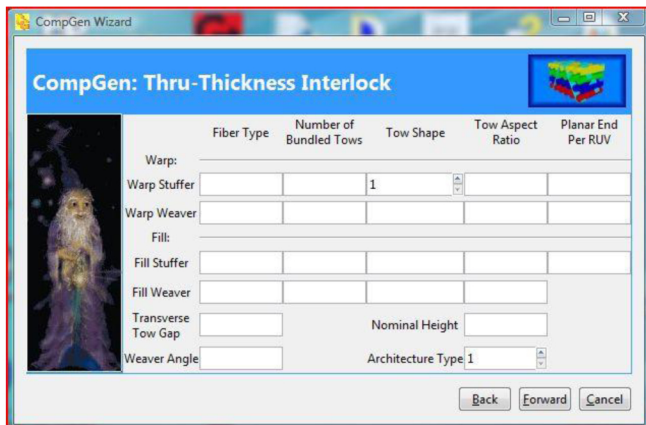 CompGen Wizard
CompGen: Thru-Thickness Interlock
Fiber Type
Number of
Bundled Tows
Tow Shape
Tow Aspect
Ratio
Planar End
Per RUV
Warp:
Warp Stuffer
1
Warp Weaver
Fill:
Fill Stuffer
Fill Weaver
Transverse
Tow Gap
Nominal Height
Weaver Angle
Architecture Type 1
Back Forward Cancel